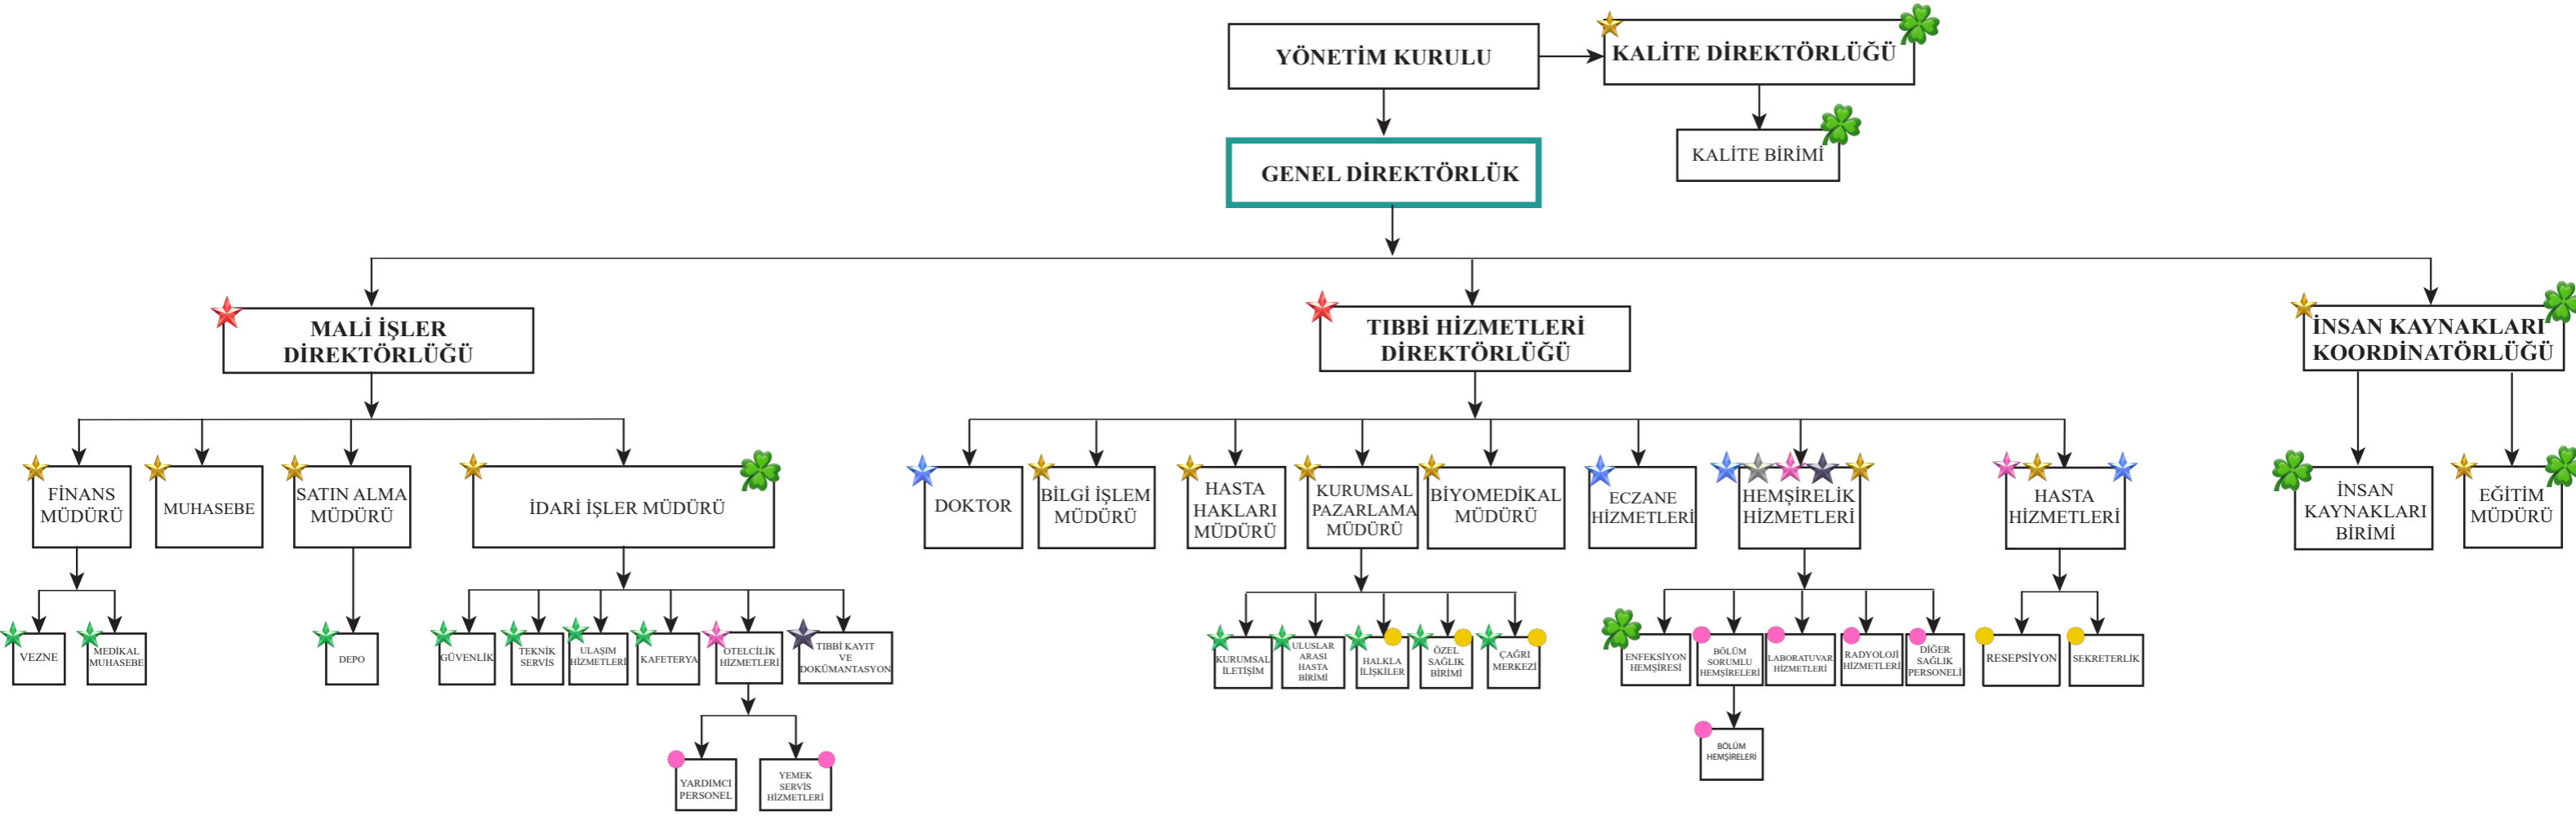 YÖNETİM KURULU
KALİTE DİREKTÖRLÜĞÜ
KALİTE BİRİMİ
GENEL DİREKTÖRLÜK
MALİ İŞLER
DİREKTÖRLÜĞÜ
TIBBİ HİZMETLERİ
DİREKTÖRLÜĞÜ
İNSAN KAYNAKLARI
KOORDİNATÖRLÜĞÜ
FİNANS
MÜDÜRÜ
MUHASEBE
SATIN ALMA
MÜDÜRÜ
İDARİ İŞLER MÜDÜRÜ
DOKTOR
BİLGİ İŞLEM
MÜDÜRÜ
HASTA
HAKLARI
MÜDÜRÜ
KURUMSAL
PAZARLAMA
MÜDÜRÜ
BİYOMEDİKAL
MÜDÜRÜ
ECZANE
HİZMETLERİ
HEMŞİRELİK
HİZMETLERİ
HASTA
HİZMETLERİ
İNSAN
KAYNAKLARI
BİRİMİ
EĞİTİM
MÜDÜRÜ
VEZNE
MEDİKAL
MUHASEBE
DEPO
GÜVENLİK
TEKNİK
SERVİS
ULAŞIM
HİZMETLERİ
KAFETERYA
OTELCİLİK
HİZMETLERİ
TIBBİ KAYIT
VE
DOKÜMANTASYON
KURUMSAL
İLETİŞİM
ULUSLAR
ARASI
HASTA
BİRİMİ
HALKLA
İLİŞKİLER
ÖZEL
SAĞLIK
BİRİMİ
ÇAĞRI
MERKEZİ
ENFEKSİYON
HEMŞİRESİ
BÖLÜM
SORUMLU
HEMŞİRELERİ
LABORATUVAR
HİZMETLERİ
RADYOLOJİ
HİZMETLERİ
DİĞER
SAĞLIK
PERSONELİ
RESEPSİYON
SEKRETERLİK
YARDIMCI
PERSONEL
YEMEK
SERVİS
HİZMETLERİ
BÖLÜM
HEMŞİRELERİ